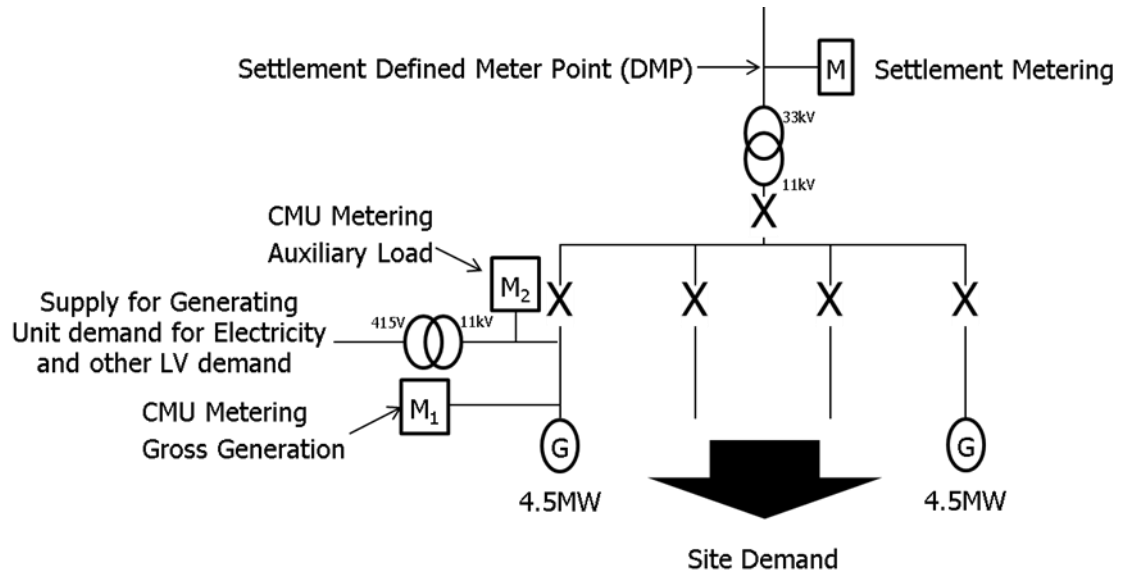 Settlement Defined Meter Point (DMP)
M
Settlement Metering
33kV
11kV
CMU Metering
Auxiliary Load
M₂
Supply for Generating
Unit demand for Electricity
and other LV demand
415V
11kV
CMU Metering
Gross Generation
M₁
G
4.5MW
G
4.5MW
Site Demand